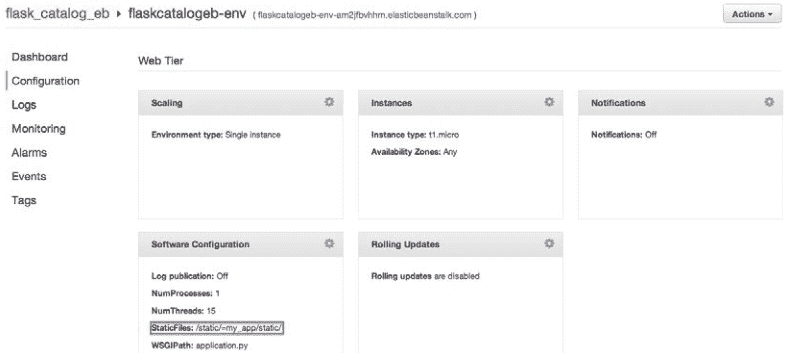 flask_catalog_eb ▸ flaskcatalogeb-env ( flaskcatalogeb-env-am2jfbvhhm.elasticbeanstalk.com )
Actions
Dashboard
Configuration
Logs
Monitoring
Alarms
Events
Tags
Web Tier
Scaling
Environment type: Single instance
Instances
Instance type: t1.micro
Availability Zones: Any
Notifications
Notifications: Off
Software Configuration
Log publication: Off
NumProcesses: 1
NumThreads: 15
StaticFiles: /static/=my_app/static/
WSGIPath: application.py
Rolling Updates
Rolling updates are disabled